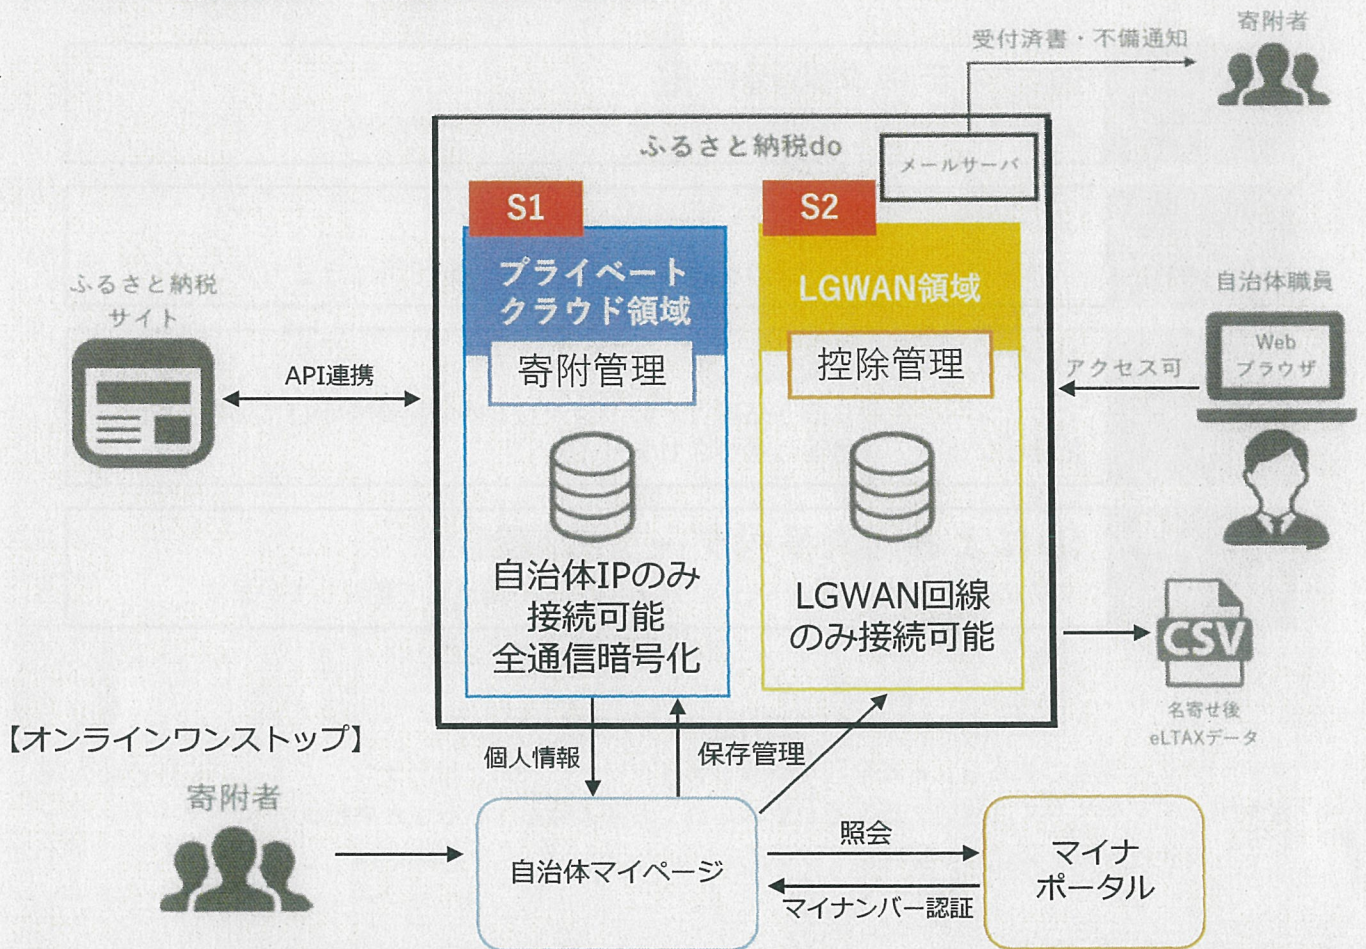 寄附者
受付済書・不備通知
ふるさと納税do
メールサーバ
S1
S2
プライベート
クラウド領域
LGWAN領域
ふるさと納税
サイト
自治体職員
Web
ブラウザ
寄附管理
控除管理
API連携
アクセス可
自治体IPのみ
接続可能
全通信暗号化
LGWAN回線
のみ接続可能
CSV
名寄せ後
eLTAXデータ
【オンラインワンストップ】
個人情報
保存管理
寄附者
自治体マイページ
照会
マイナンバー認証
マイナ
ポータル